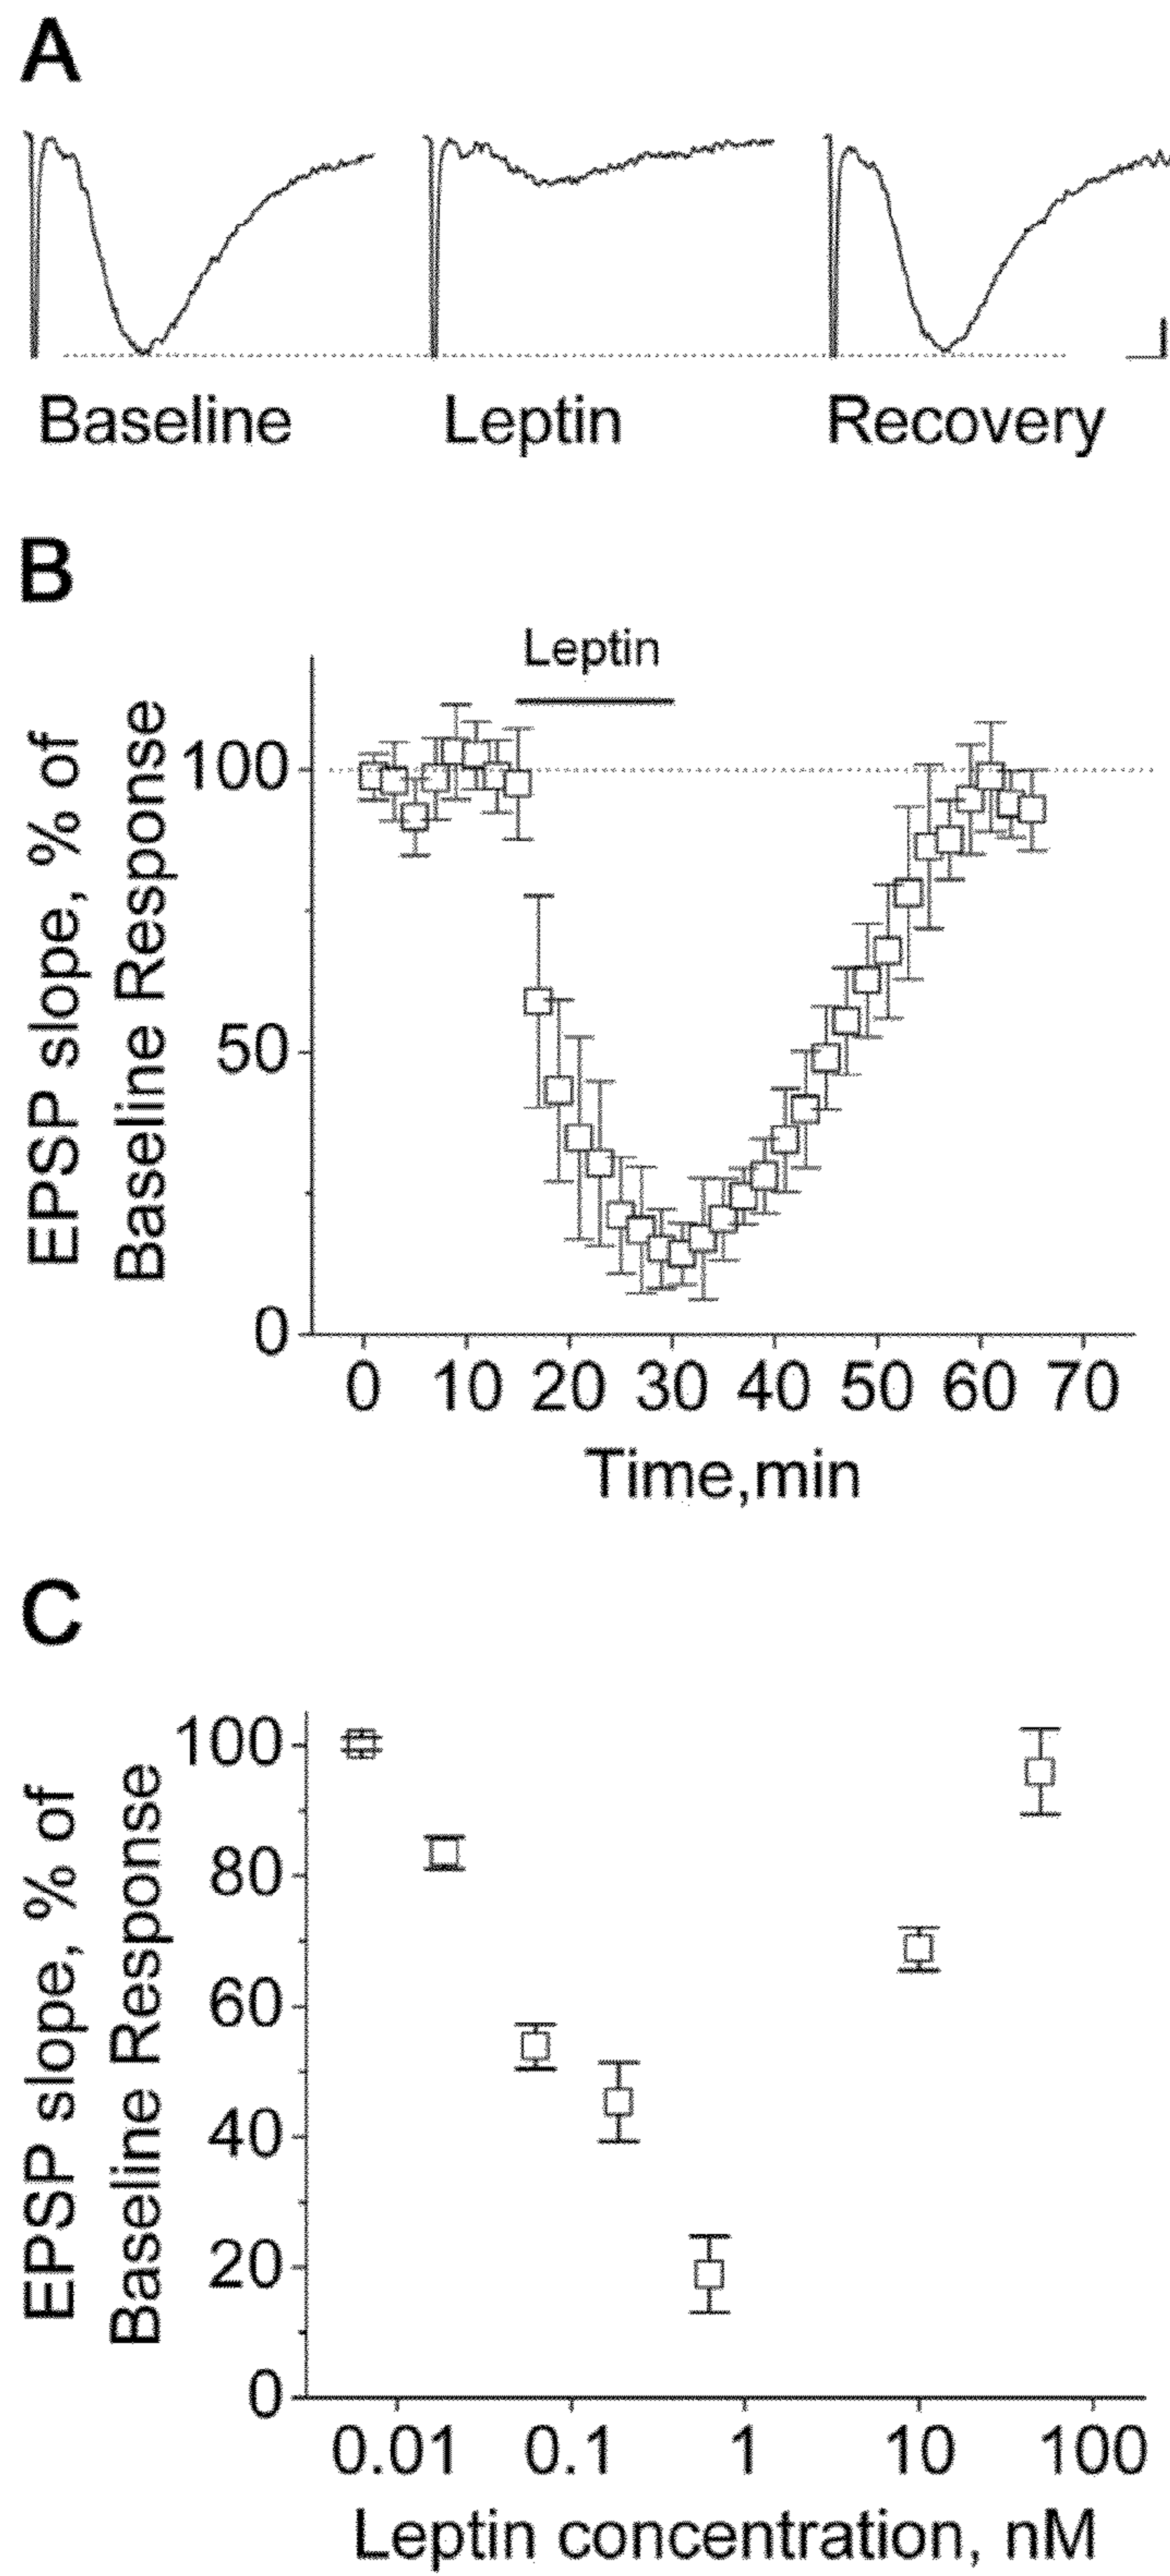 A
Baseline Leptin Recovery
B
Leptin
EPSP slope, % of
Baseline Response
100
50
0
0 10 20 30 40 50 60 70
Time,min
C
EPSP slope, % of
Baseline Response
100
80
60
40
20
0
0.01 0.1 1 10 100
Leptin concentration, nM